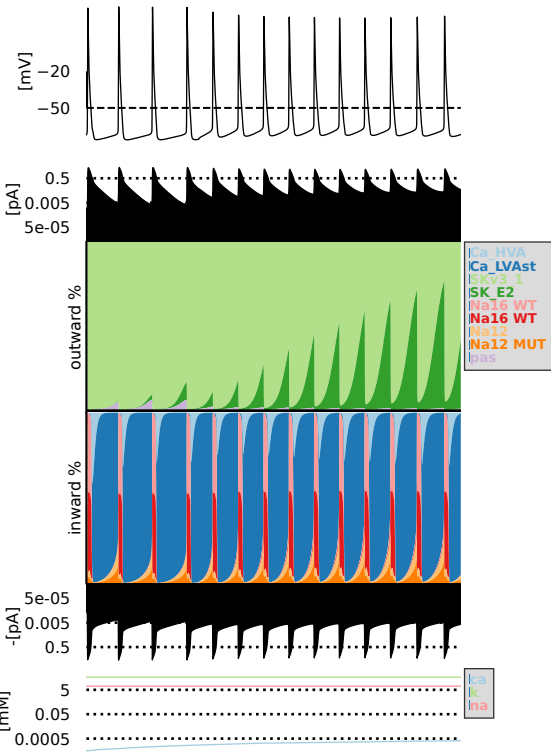 [mV]
−20
−50
[pA]
0.5
0.005
5e-05
outward %
Ca_HVA
Ca_LVAst
SKv3_1
SK_E2
Na16 WT
Na16 WT
Na12
Na12 MUT
pas
inward %
-[pA]
5e-05
0.005
0.5
[mM]
5
0.05
0.0005
ca
k
na